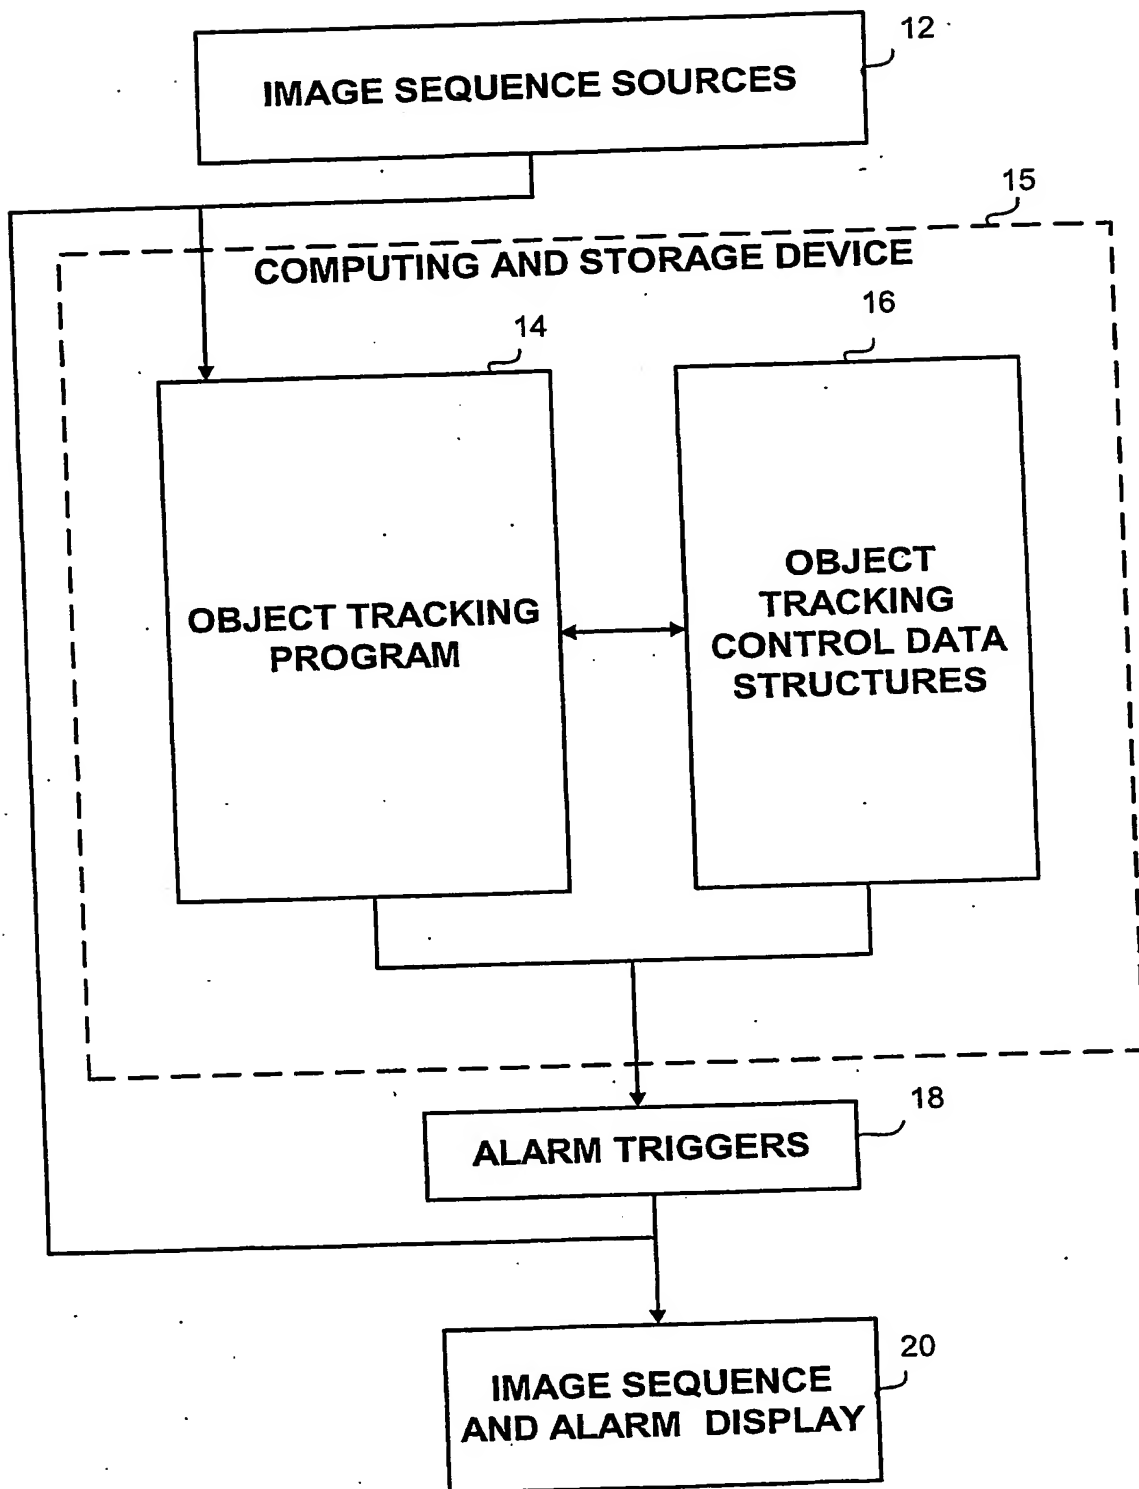 12
IMAGE SEQUENCE SOURCES
15
COMPUTING AND STORAGE DEVICE
14
16
OBJECT TRACKING
PROGRAM
OBJECT
TRACKING
CONTROL DATA
STRUCTURES
18
ALARM TRIGGERS
20
IMAGE SEQUENCE
AND ALARM DISPLAY